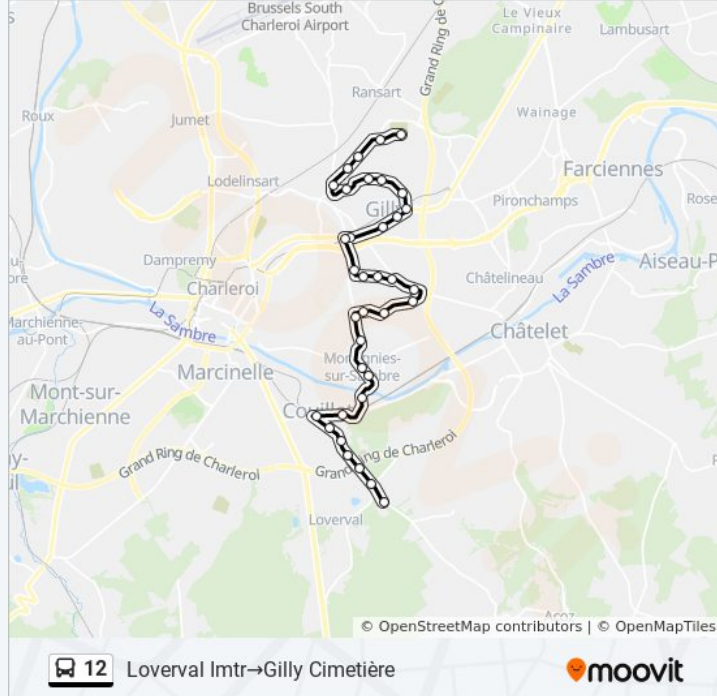 Brussels South
Charleroi Airport
Le Vieux
Campinaire
Lambusart
Grand Ring de C
Ransart
Roux
Jumet
Wainage
Farciennes
Lodelinsart
Pironchamps
Rose
Gilly
Dampremy
Châtelineau
La Sambre
Aiseau-P
Charleroi
La Sambre
Marchienne-
au-Pont
Châtelet
Montignies-
sur-Sambre
Marcinelle
Mont-sur-
Marchienne
Couillet
Grand Ring de Charleroi
Grand Ring de Charleroi
Loverval
Acoz
© OpenStreetMap contributors | © OpenMapTiles
12 Loverval Imtr→Gilly Cimetière
moovit